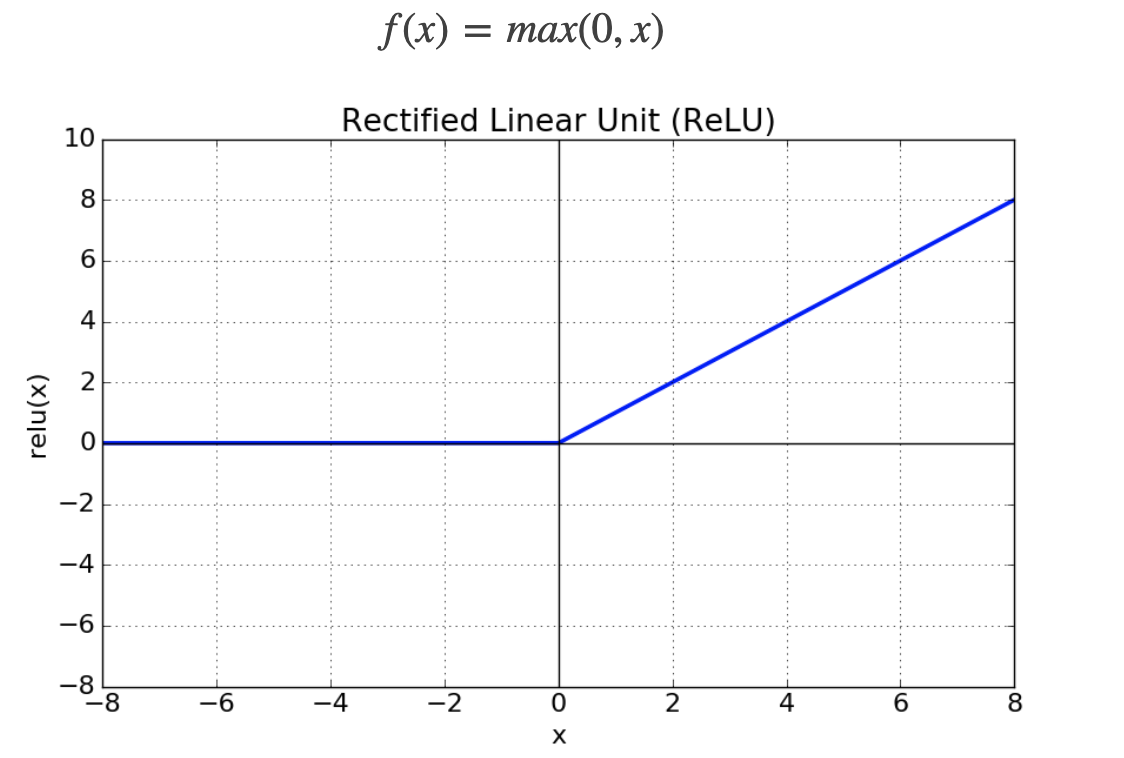 f(x) = max(0, x)
Rectified Linear Unit (ReLU)
10
8
6
4
2
0
−2
−4
−6
−8
relu(x)
−8 −6 −4 −2 0 2 4 6 8
x